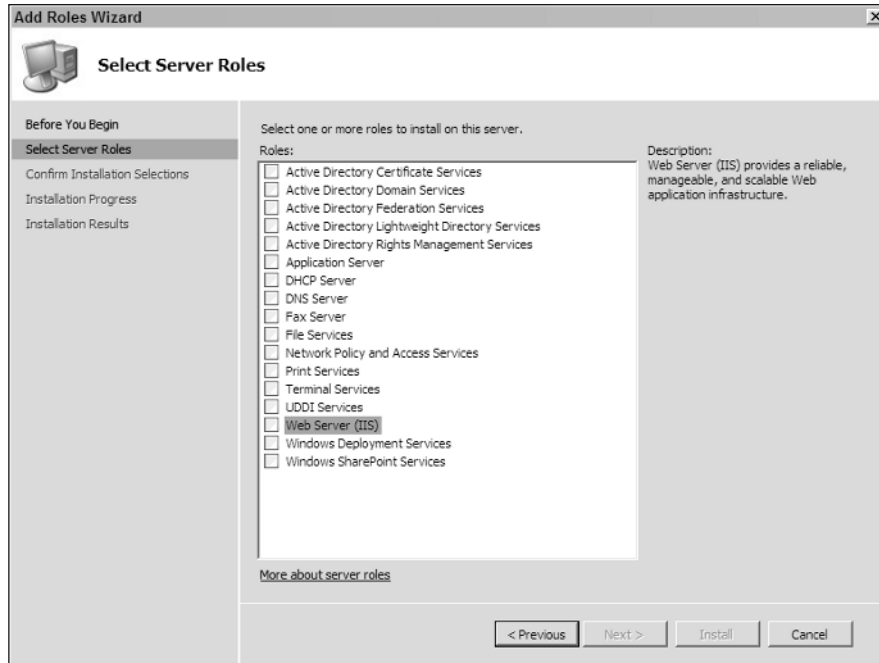 Add Roles Wizard
Select Server Roles
Before You Begin
Select Server Roles
Confirm Installation Selections
Installation Progress
Installation Results
Select one or more roles to install on this server.
Roles:
Active Directory Certificate Services
Active Directory Domain Services
Active Directory Federation Services
Active Directory Lightweight Directory Services
Active Directory Rights Management Services
Application Server
DHCP Server
DNS Server
Fax Server
File Services
Network Policy and Access Services
Print Services
Terminal Services
UDDI Services
Web Server (IIS)
Windows Deployment Services
Windows SharePoint Services
More about server roles
Description:
Web Server (IIS) provides a reliable,
manageable, and scalable Web
application infrastructure.
< Previous
Next >
Install
Cancel